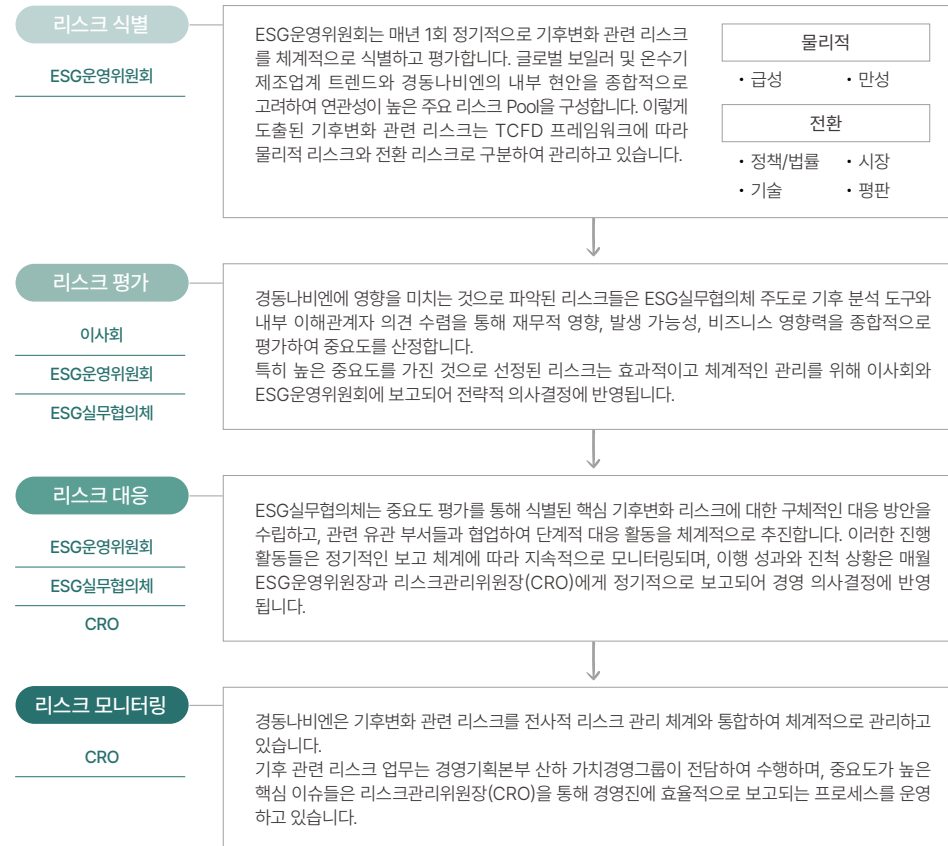 리스크 식별
ESG운영위원회
ESG운영위원회는 매년 1회 정기적으로 기후변화 관련 리스크
를 체계적으로 식별하고 평가합니다. 글로벌 보일러 및 온수기
제조업계 트렌드와 경동나비엔의 내부 현안을 종합적으로
고려하여 연관성이 높은 주요 리스크 Pool을 구성합니다. 이렇게
도출된 기후변화 관련 리스크는 TCFD 프레임워크에 따라
물리적 리스크와 전환 리스크로 구분하여 관리하고 있습니다.
물리적
• 급성 • 만성
전환
• 정책/법률 • 시장
• 기술 • 평판
리스크 평가
이사회
ESG운영위원회
ESG실무협의체
경동나비엔에 영향을 미치는 것으로 파악된 리스크들은 ESG실무협의체 주도로 기후 분석 도구와
내부 이해관계자 의견 수렴을 통해 재무적 영향, 발생 가능성, 비즈니스 영향력을 종합적으로
평가하여 중요도를 산정합니다.
특히 높은 중요도를 가진 것으로 선정된 리스크는 효과적이고 체계적인 관리를 위해 이사회와
ESG운영위원회에 보고되어 전략적 의사결정에 반영됩니다.
리스크 대응
ESG운영위원회
ESG실무협의체
CRO
ESG실무협의체는 중요도 평가를 통해 식별된 핵심 기후변화 리스크에 대한 구체적인 대응 방안을
수립하고, 관련 유관 부서들과 협업하여 단계적 대응 활동을 체계적으로 추진합니다. 이러한 진행
활동들은 정기적인 보고 체계에 따라 지속적으로 모니터링되며, 이행 성과와 진척 상황은 매월
ESG운영위원장과 리스크관리위원장(CRO)에게 정기적으로 보고되어 경영 의사결정에 반영
됩니다.
리스크 모니터링
CRO
경동나비엔은 기후변화 관련 리스크를 전사적 리스크 관리 체계와 통합하여 체계적으로 관리하고
있습니다.
기후 관련 리스크 업무는 경영기획본부 산하 가치경영그룹이 전담하여 수행하며, 중요도가 높은
핵심 이슈들은 리스크관리위원장(CRO)을 통해 경영진에 효율적으로 보고되는 프로세스를 운영
하고 있습니다.